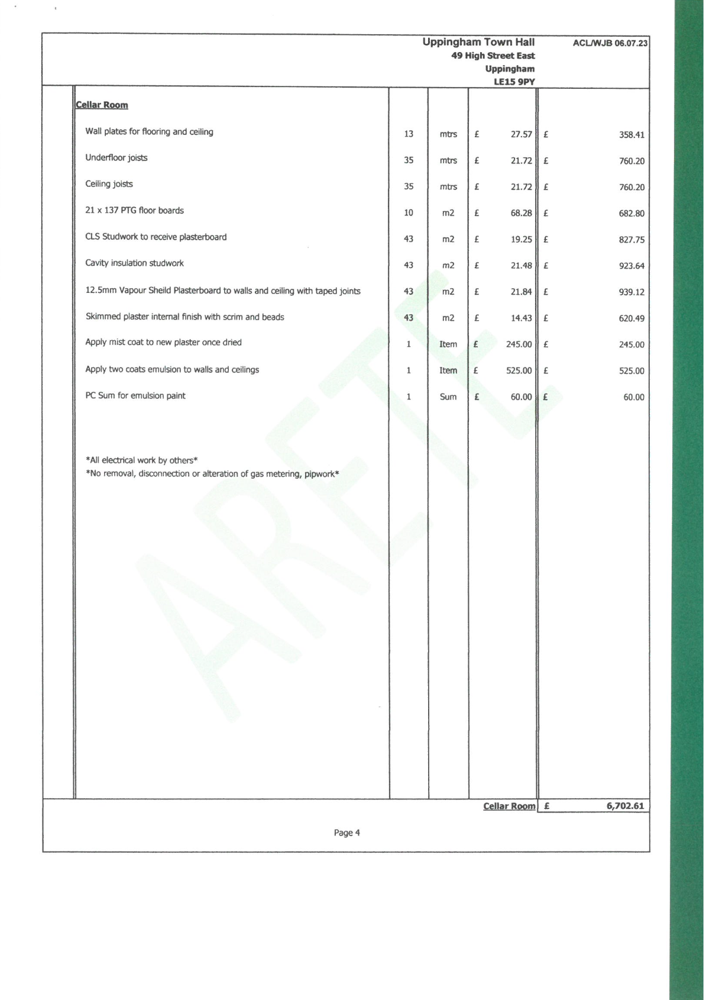 Uppingham Town Hall ACL/WJB 06.07.23
49 High Street East
Uppingham
LE15 9PY
Cellar Room
Wall plates for flooring and ceiling 13 mtrs £ 27.57 £ 358.41
Underfloor joists 35 mtrs £ 21.72 £ 760.20
Ceiling joists 35 mtrs £ 21.72 £ 760.20
21 x 137 PTG floor boards 10 m2 £ 68.28 £ 682.80
CLS Studwork to receive plasterboard 43 m2 £ 19.25 £ 827.75
Cavity insulation studwork 43 m2 £ 21.48 £ 923.64
12.5mm Vapour Sheild Plasterboard to walls and ceiling with taped joints 43 m2 £ 21.84 £ 939.12
Skimmed plaster internal finish with scrim and beads 43 m2 £ 14.43 £ 620.49
Apply mist coat to new plaster once dried 1 Item £ 245.00 £ 245.00
Apply two coats emulsion to walls and ceilings 1 Item £ 525.00 £ 525.00
PC Sum for emulsion paint 1 Sum £ 60.00 £ 60.00
*All electrical work by others*
*No removal, disconnection or alteration of gas metering, pipwork*
ARETE
Cellar Room £ 6,702.61
Page 4